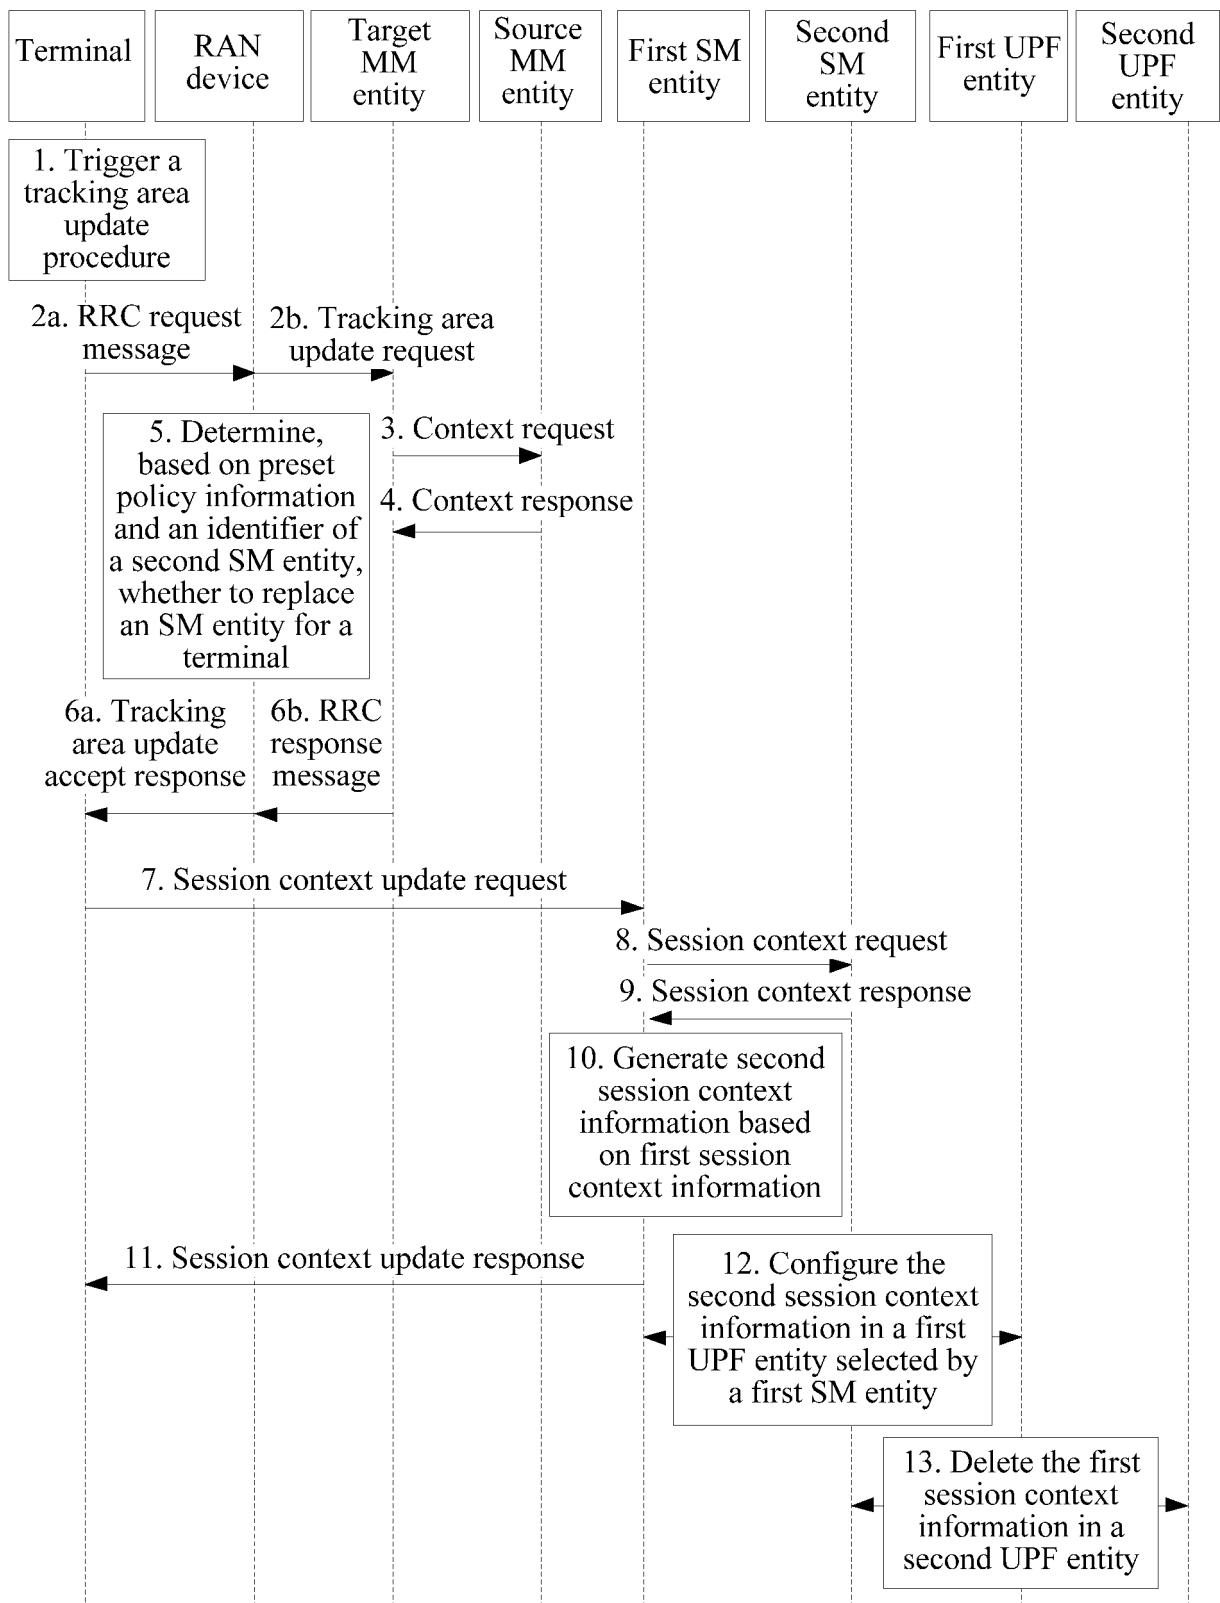 Terminal
RAN
device
Target
MM
entity
Source
MM
entity
First SM
entity
Second
SM
entity
First UPF
entity
Second
UPF
entity
1. Trigger a
tracking area
update
procedure
2a. RRC request
message
2b. Tracking area
update request
3. Context request
4. Context response
5. Determine,
based on preset
policy information
and an identifier of
a second SM entity,
whether to replace
an SM entity for a
terminal
6a. Tracking
area update
accept response
6b. RRC
response
message
7. Session context update request
8. Session context request
9. Session context response
10. Generate second
session context
information based
on first session
context information
11. Session context update response
12. Configure the
second session context
information in a first
UPF entity selected by
a first SM entity
13. Delete the first
session context
information in a
second UPF entity